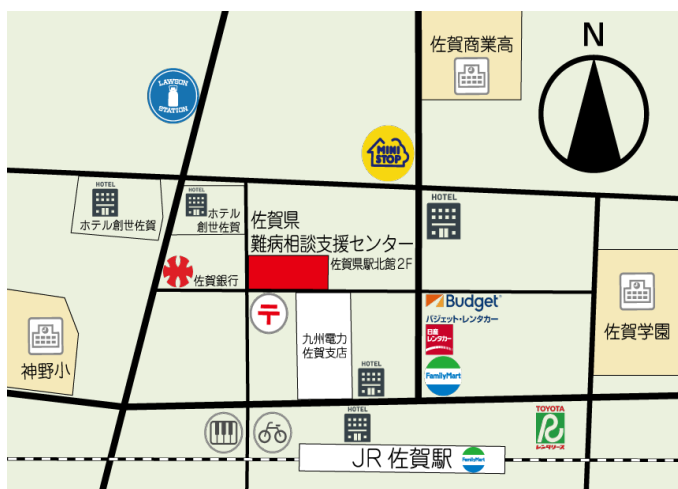 佐賀商業高
N
LAWSON
STATION
MINI
STOP
HOTEL
ホテル創世佐賀
HOTEL
ホテル
創世佐賀
佐賀県
難病相談支援センター
佐賀県駅北館2F
HOTEL
佐賀銀行
〒
九州電力
佐賀支店
HOTEL
Budget
バジェット・レンタカー
日産
レンタカー
FamilyMart
佐賀学園
神野小
HOTEL
TOYOTA
R
レンタリース
JR佐賀駅
FamilyMart